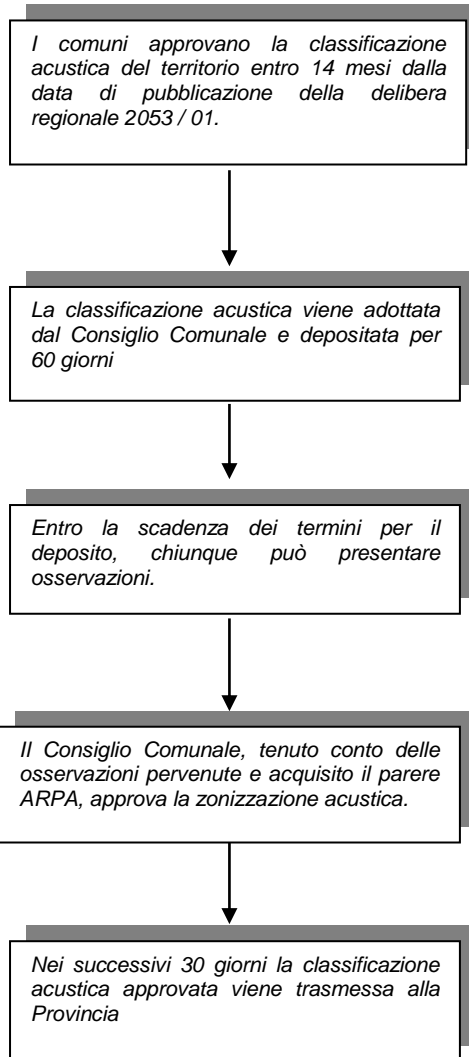 I comuni approvano la classificazione
acustica del territorio entro 14 mesi dalla
data di pubblicazione della delibera
regionale 2053 / 01.
La classificazione acustica viene adottata
dal Consiglio Comunale e depositata per
60 giorni
Entro la scadenza dei termini per il
deposito, chiunque può presentare
osservazioni.
Il Consiglio Comunale, tenuto conto delle
osservazioni pervenute e acquisito il parere
ARPA, approva la zonizzazione acustica.
Nei successivi 30 giorni la classificazione
acustica approvata viene trasmessa alla
Provincia